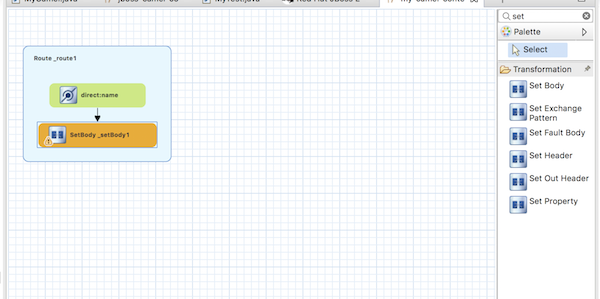 set
Palette
Select
Route _route1
Transformation
direct:name
Set Body
Set Exchange
Pattern
SetBody _setBody1
Set Fault Body
Set Header
Set Out Header
Set Property